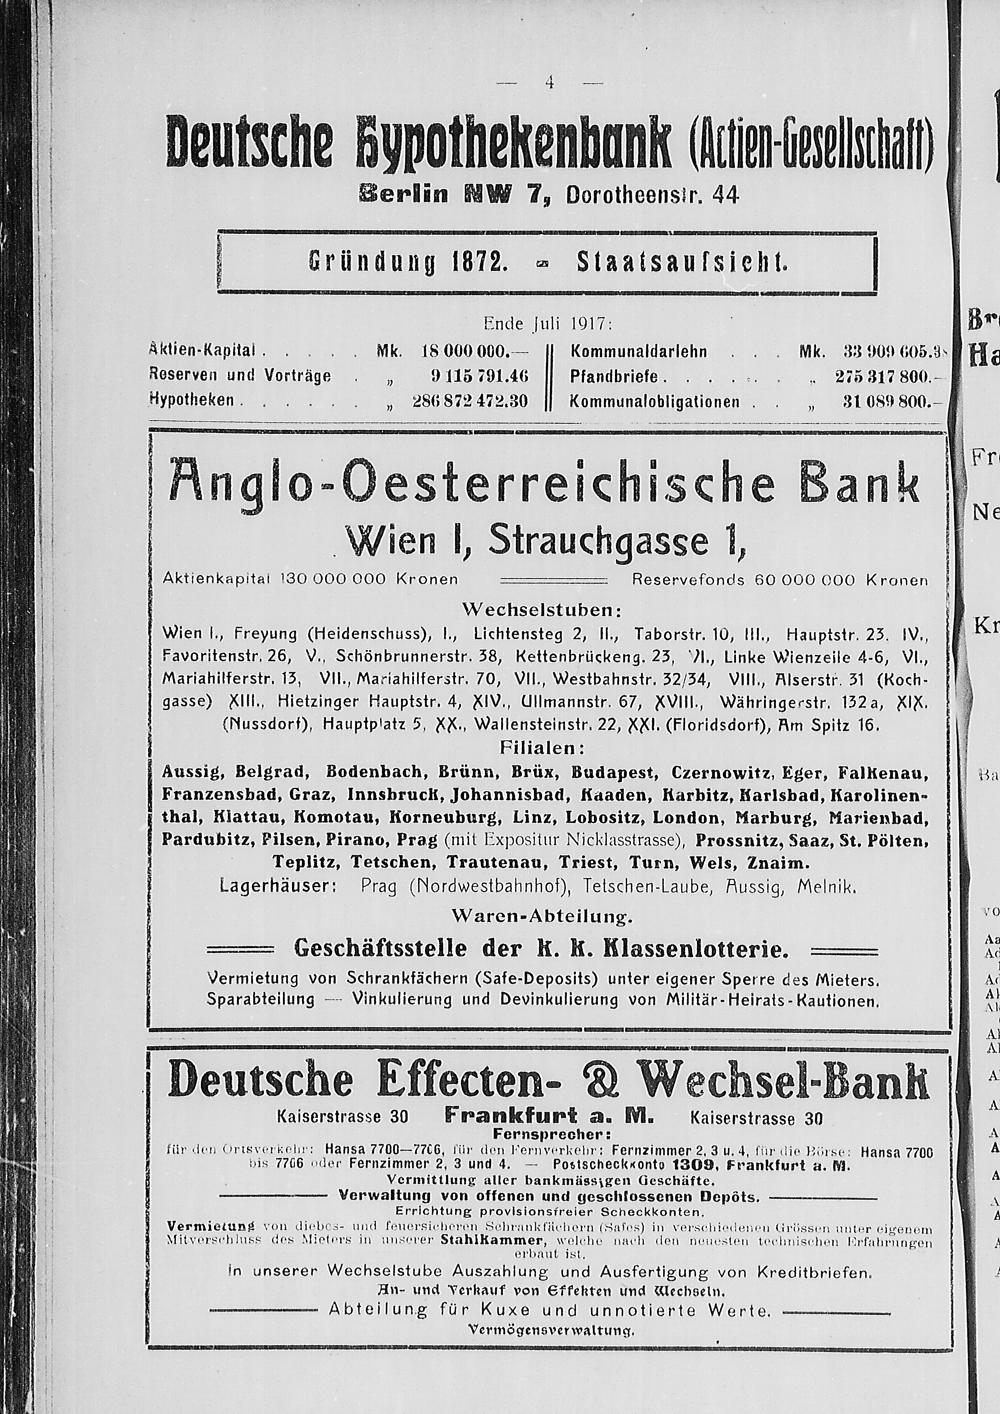 — 4 —
Deutsche Hypothekenbank (Actien-Gesellschaft)
Berlin NW 7, Dorotheenstr. 44
Gründung 1872. - Staatsaufsicht.
Ende Juli 1917:
Aktien-Kapital . . . . . Mk. 18 000 000.— Kommunaldarlehn . . . Mk. 33 909 605.
Reserven und Vorträge . „ 9 115 791.46 Pfandbriefe . . . . . . . „ 275 317 800.—
Hypotheken . . . . . . „ 286 872 472.30 Kommunalobligationen . . „ 31 089 800.—
Anglo-Oesterreichische Bank
Wien I, Strauchgasse 1,
Aktienkapital 130 000 000 Kronen Reservefonds 60 000 000 Kronen
Wechselstuben:
Wien I., Freyung (Heidenschuss), I., Lichtensteg 2, II., Taborstr. 10, III., Hauptstr. 23. IV.,
Favoritenstr. 26, V., Schönbrunnerstr. 38, Kettenbrückeng. 23, VI., Linke Wienzeile 4-6, VI.,
Mariahilferstr. 13, VII., Mariahilferstr. 70, VII., Westbahnstr. 32/34, VIII., Alserstr. 31 (Koch-
gasse) XIII., Hietzinger Hauptstr. 4, XIV., Ullmannstr. 67, XVIII., Währingerstr. 132a, XIX.
(Nussdorf), Hauptplatz 5, XX., Wallensteinstr. 22, XXI. (Floridsdorf), Am Spitz 16.
Filialen:
Aussig, Belgrad, Bodenbach, Brünn, Brüx, Budapest, Czernowitz, Eger, Falkenau,
Franzensbad, Graz, Innsbruck, Johannisbad, Kaaden, Karbitz, Karlsbad, Karolinen-
thal, Klattau, Komotau, Korneuburg, Linz, Lobositz, London, Marburg, Marienbad,
Pardubitz, Pilsen, Pirano, Prag (mit Expositur Nicklasstrasse), Prossnitz, Saaz, St. Pölten,
Teplitz, Tetschen, Trautenau, Triest, Turn, Wels, Znaim.
Lagerhäuser: Prag (Nordwestbahnhof), Tetschen-Laube, Aussig, Melnik.
Waren-Abteilung.
Geschäftsstelle der k. k. Klassenlotterie.
Vermietung von Schrankfächern (Safe-Deposits) unter eigener Sperre des Mieters.
Sparabteilung — Vinkulierung und Devinkulierung von Militär-Heirats-Kautionen.
Deutsche Effecten- & Wechsel-Bank
Kaiserstrasse 30 Frankfurt a. M. Kaiserstrasse 30
Fernsprecher:
für den Ortsverkehr: Hansa 7700—7766, für den Fernverkehr: Fernzimmer 2, 3 u. 4, für die Börse: Hansa 7700
bis 7766 oder Fernzimmer 2, 3 und 4. — Postscheckkonto 1309, Frankfurt a. M.
Vermittlung aller bankmässigen Geschäfte.
Verwaltung von offenen und geschlossenen Depôts.
Errichtung provisionsfreier Scheckkonten.
Vermietung von diebes- und feuersicheren Schrankfächern (Safes) in verschiedenen Grössen unter eigenem
Mitverschluss des Mieters in unserer Stahlkammer, welche nach den neuesten technischen Erfahrungen
erbaut ist.
In unserer Wechselstube Auszahlung und Ausfertigung von Kreditbriefen.
An- und Verkauf von Effekten und Wechseln.
Abteilung für Kuxe und unnotierte Werte.
Vermögensverwaltung.